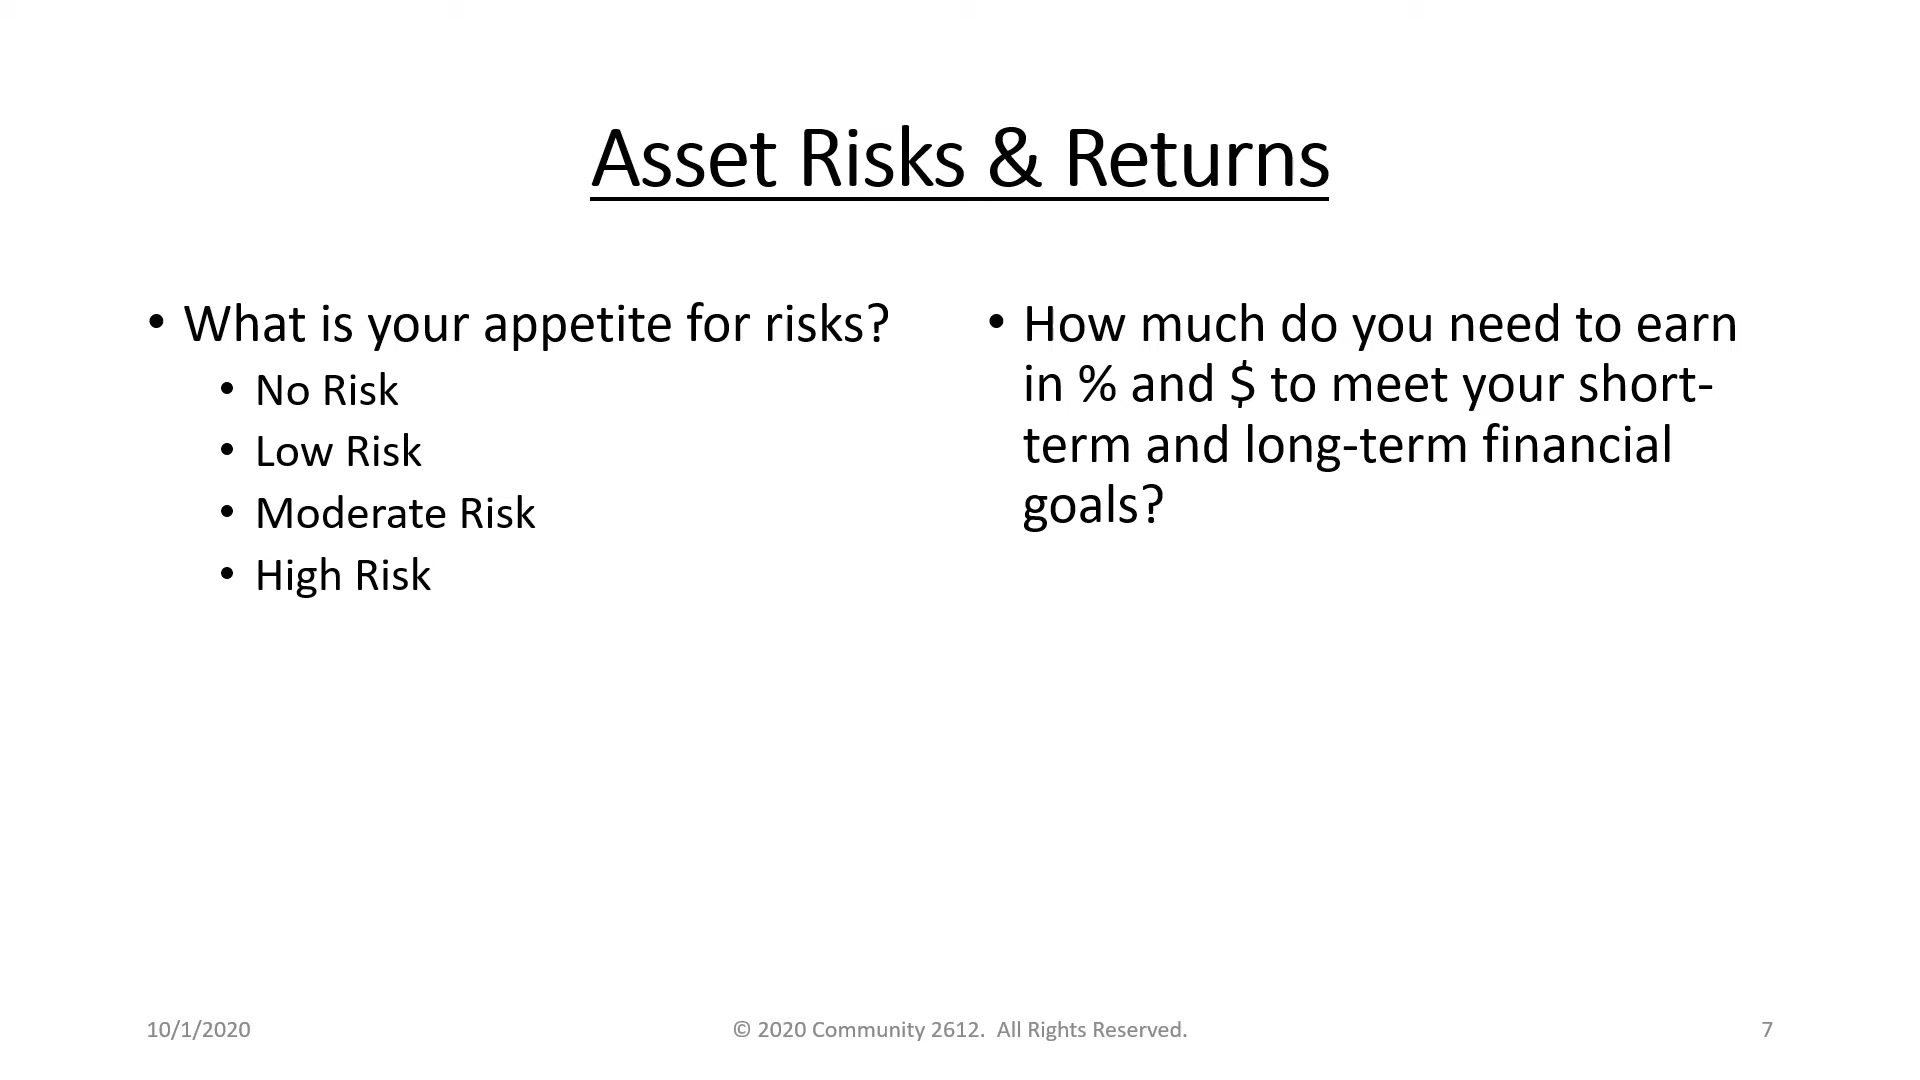 Asset Risks & Returns
• What is your appetite for risks?
• No Risk
• Low Risk
• Moderate Risk
• High Risk
• How much do you need to earn
in % and $ to meet your short-
term and long-term financial
goals?
10/1/2020
© 2020 Community 2612.  All Rights Reserved.
7